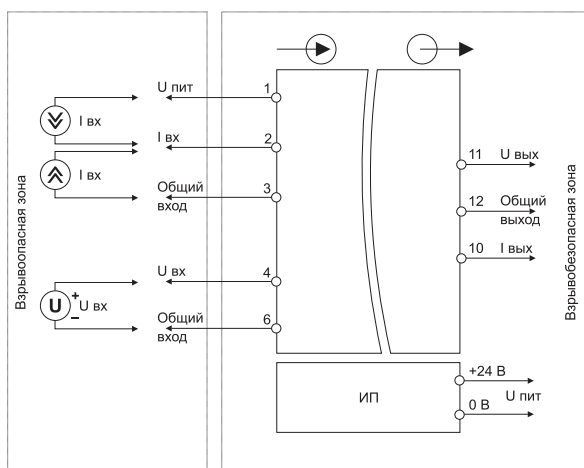 Взрывоопасная зона
I вх
I вх
U
+
–
U вх
U пит
I вх
Общий
вход
U вх
Общий
вход
1
2
3
4
6
11
U вых
12
Общий
выход
10
I вых
ИП
+24 В
U пит
0 В
Взрывобезопасная зона